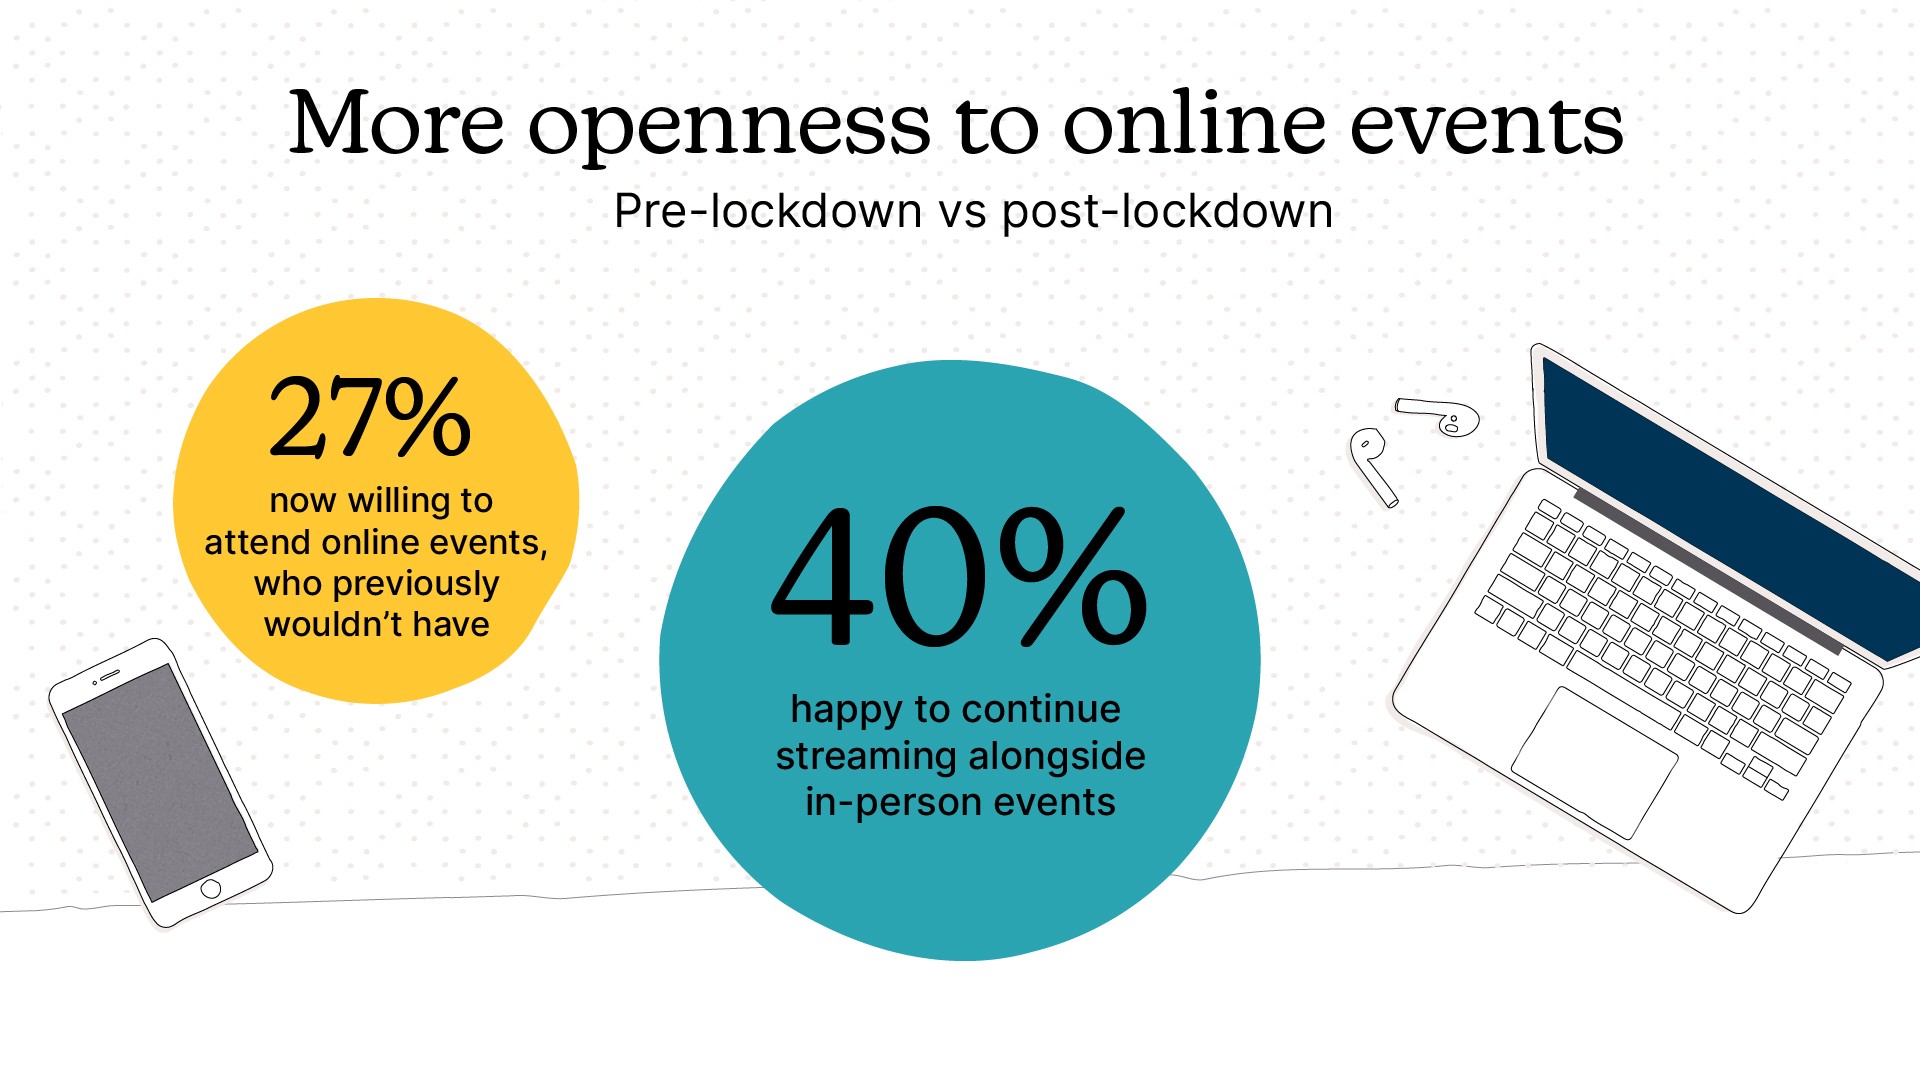 More openness to online events
Pre-lockdown vs post-lockdown
27%
now willing to
attend online events,
who previously
wouldn’t have
40%
happy to continue
streaming alongside
in-person events